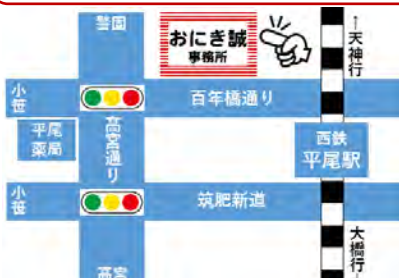 警固
おにぎ誠
事務所
↑天神行
小笹
百年橋通り
平尾
薬局
高宮通り
西鉄
平尾駅
小笹
筑肥新道
高宮
大橋行↓